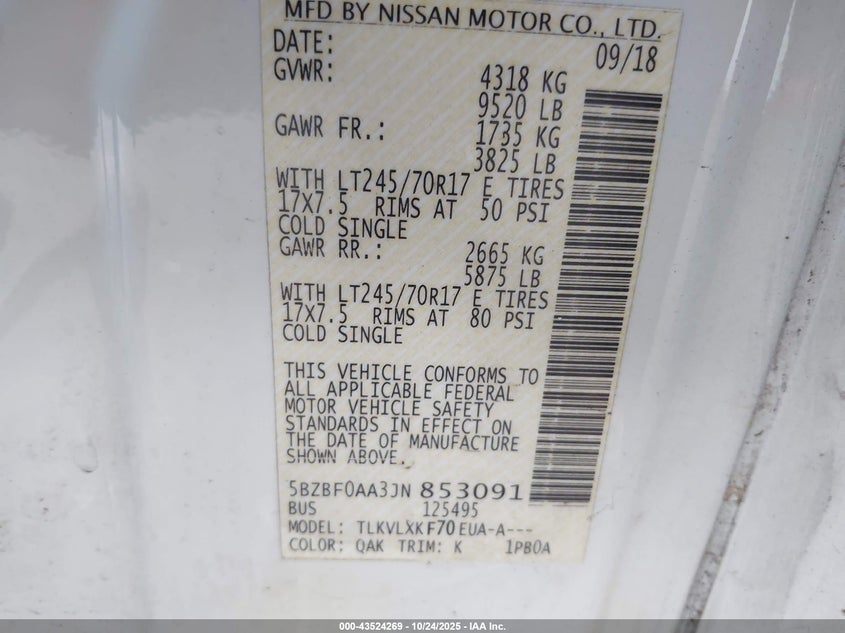 MFD BY NISSAN MOTOR CO., LTD.
DATE: 09/18
GVWR: 4318 KG
9520 LB
GAWR FR.: 1735 KG
3825 LB
WITH LT245/70R17 E TIRES
17X7.5 RIMS AT 50 PSI
COLD SINGLE
GAWR RR.: 2665 KG
5875 LB
WITH LT245/70R17 E TIRES
17X7.5 RIMS AT 80 PSI
COLD SINGLE
THIS VEHICLE CONFORMS TO
ALL APPLICABLE FEDERAL
MOTOR VEHICLE SAFETY
STANDARDS IN EFFECT ON
THE DATE OF MANUFACTURE
SHOWN ABOVE.
5BZBF0AA3JN 853091
BUS 125495
MODEL: TLKVLXKF70EUA-A---
COLOR: QAK TRIM: K 1PB0A
000-43524269 - 10/24/2025 - IAA Inc.